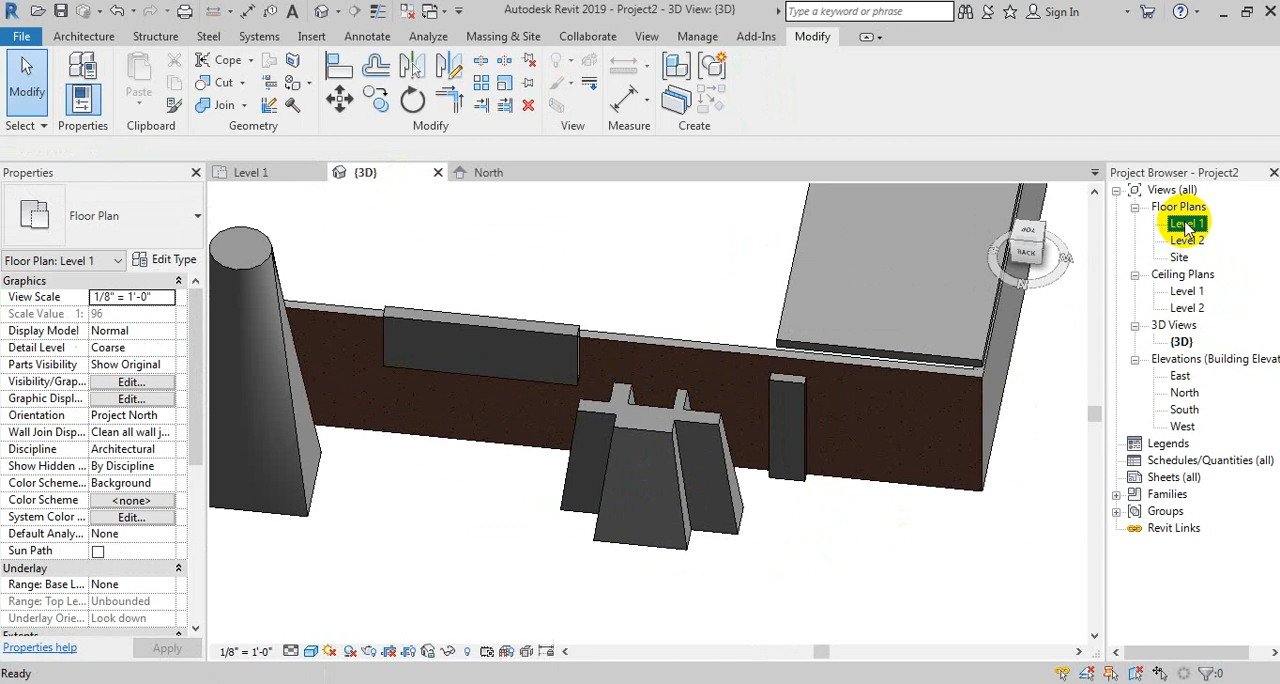 Autodesk Revit 2019 - Project2 - 3D View: {3D}
Type a keyword or phrase
Sign In
File Architecture Structure Steel Systems Insert Annotate Analyze Massing & Site Collaborate View Manage Add-Ins Modify
Modify
Select
Properties
Paste
Clipboard
Cope
Cut
Join
Geometry
Modify
View
Measure
Create
Properties
Floor Plan
Floor Plan: Level 1
Edit Type
Graphics
View Scale 1/8" = 1'-0"
Scale Value 1: 96
Display Model Normal
Detail Level Coarse
Parts Visibility Show Original
Visibility/Grap... Edit...
Graphic Displ... Edit...
Orientation Project North
Wall Join Disp... Clean all wall j...
Discipline Architectural
Show Hidden ... By Discipline
Color Scheme... Background
Color Scheme <none>
System Color ... Edit...
Default Analy... None
Sun Path
Underlay
Range: Base L... None
Range: Top Le... Unbounded
Underlay Orie... Look down
Extents
Properties help
Apply
Level 1
{3D}
North
TOP
BACK
N
1/8" = 1'-0"
Project Browser - Project2
Views (all)
Floor Plans
Level 1
Level 2
Site
Ceiling Plans
Level 1
Level 2
3D Views
{3D}
Elevations (Building Elevat
East
North
South
West
Legends
Schedules/Quantities (all)
Sheets (all)
Families
Groups
Revit Links
Ready
:0